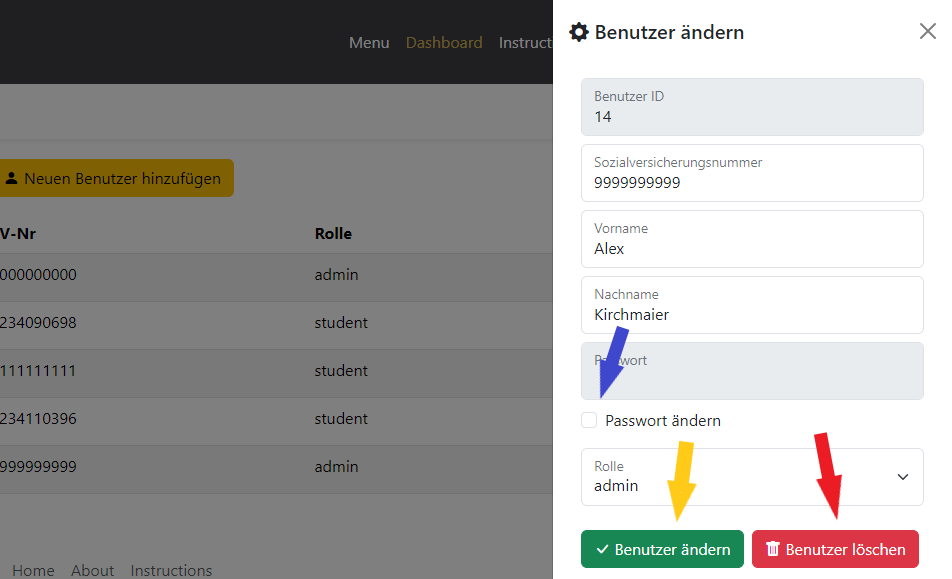 Menu Dashboard Instruct
Neuen Benutzer hinzufügen
V-Nr Rolle
000000000 admin
234090698 student
111111111 student
234110396 student
999999999 admin
Home About Instructions
Benutzer ändern
Benutzer ID
14
Sozialversicherungsnummer
9999999999
Vorname
Alex
Nachname
Kirchmaier
Passwort
Passwort ändern
Rolle
admin
Benutzer ändern Benutzer löschen